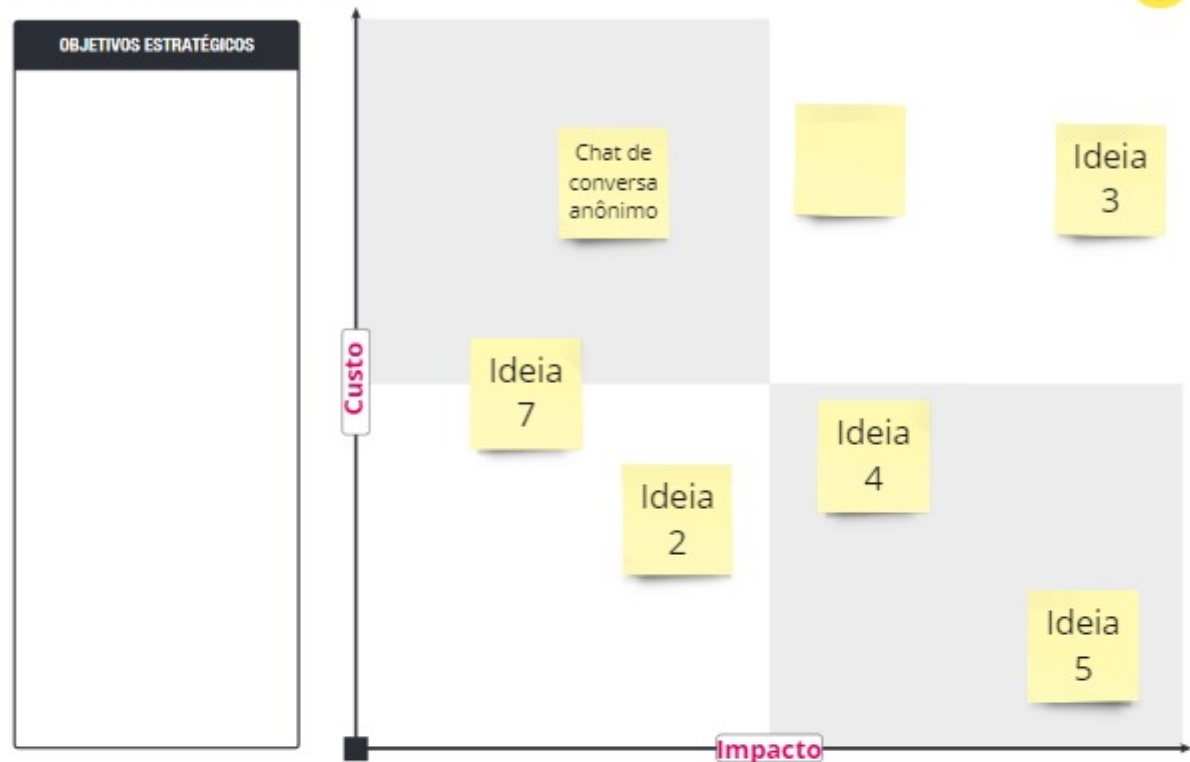 OBJETIVOS ESTRATÉGICOS
Chat de
conversa
anônimo
Ideia
3
Custo
Ideia
7
Ideia
4
Ideia
2
Ideia
5
Impacto